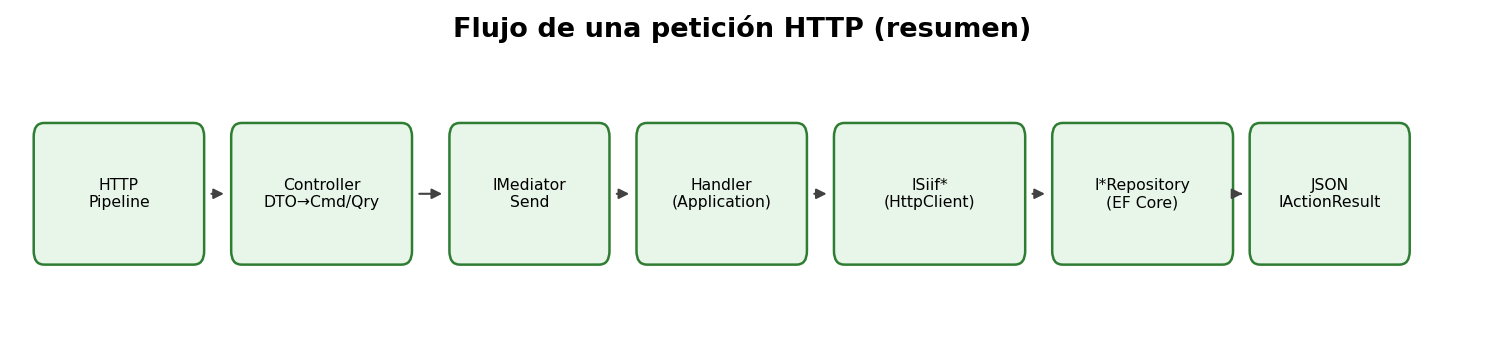 Flujo de una petición HTTP (resumen)
HTTP
Pipeline
Controller
DTO→Cmd/Qry
IMediator
Send
Handler
(Application)
ISiif*
(HttpClient)
I*Repository
(EF Core)
JSON
IActionResult